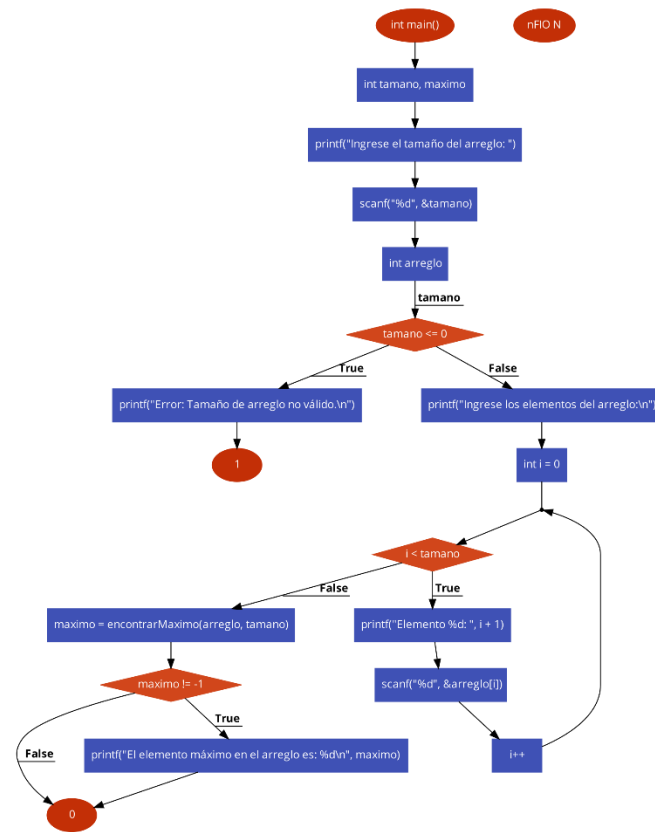 int main()
nFIO N
int tamano, maximo
printf("Ingrese el tamaño del arreglo: ")
scanf("%d", &tamano)
int arreglo
tamano
tamano <= 0
True
False
printf("Error: Tamaño de arreglo no válido.\n")
printf("Ingrese los elementos del arreglo:\n")
1
int i = 0
i < tamano
False
True
maximo = encontrarMaximo(arreglo, tamano)
printf("Elemento %d: ", i + 1)
maximo != -1
scanf("%d", &arreglo[i])
True
False
printf("El elemento máximo en el arreglo es: %d\n", maximo)
i++
0